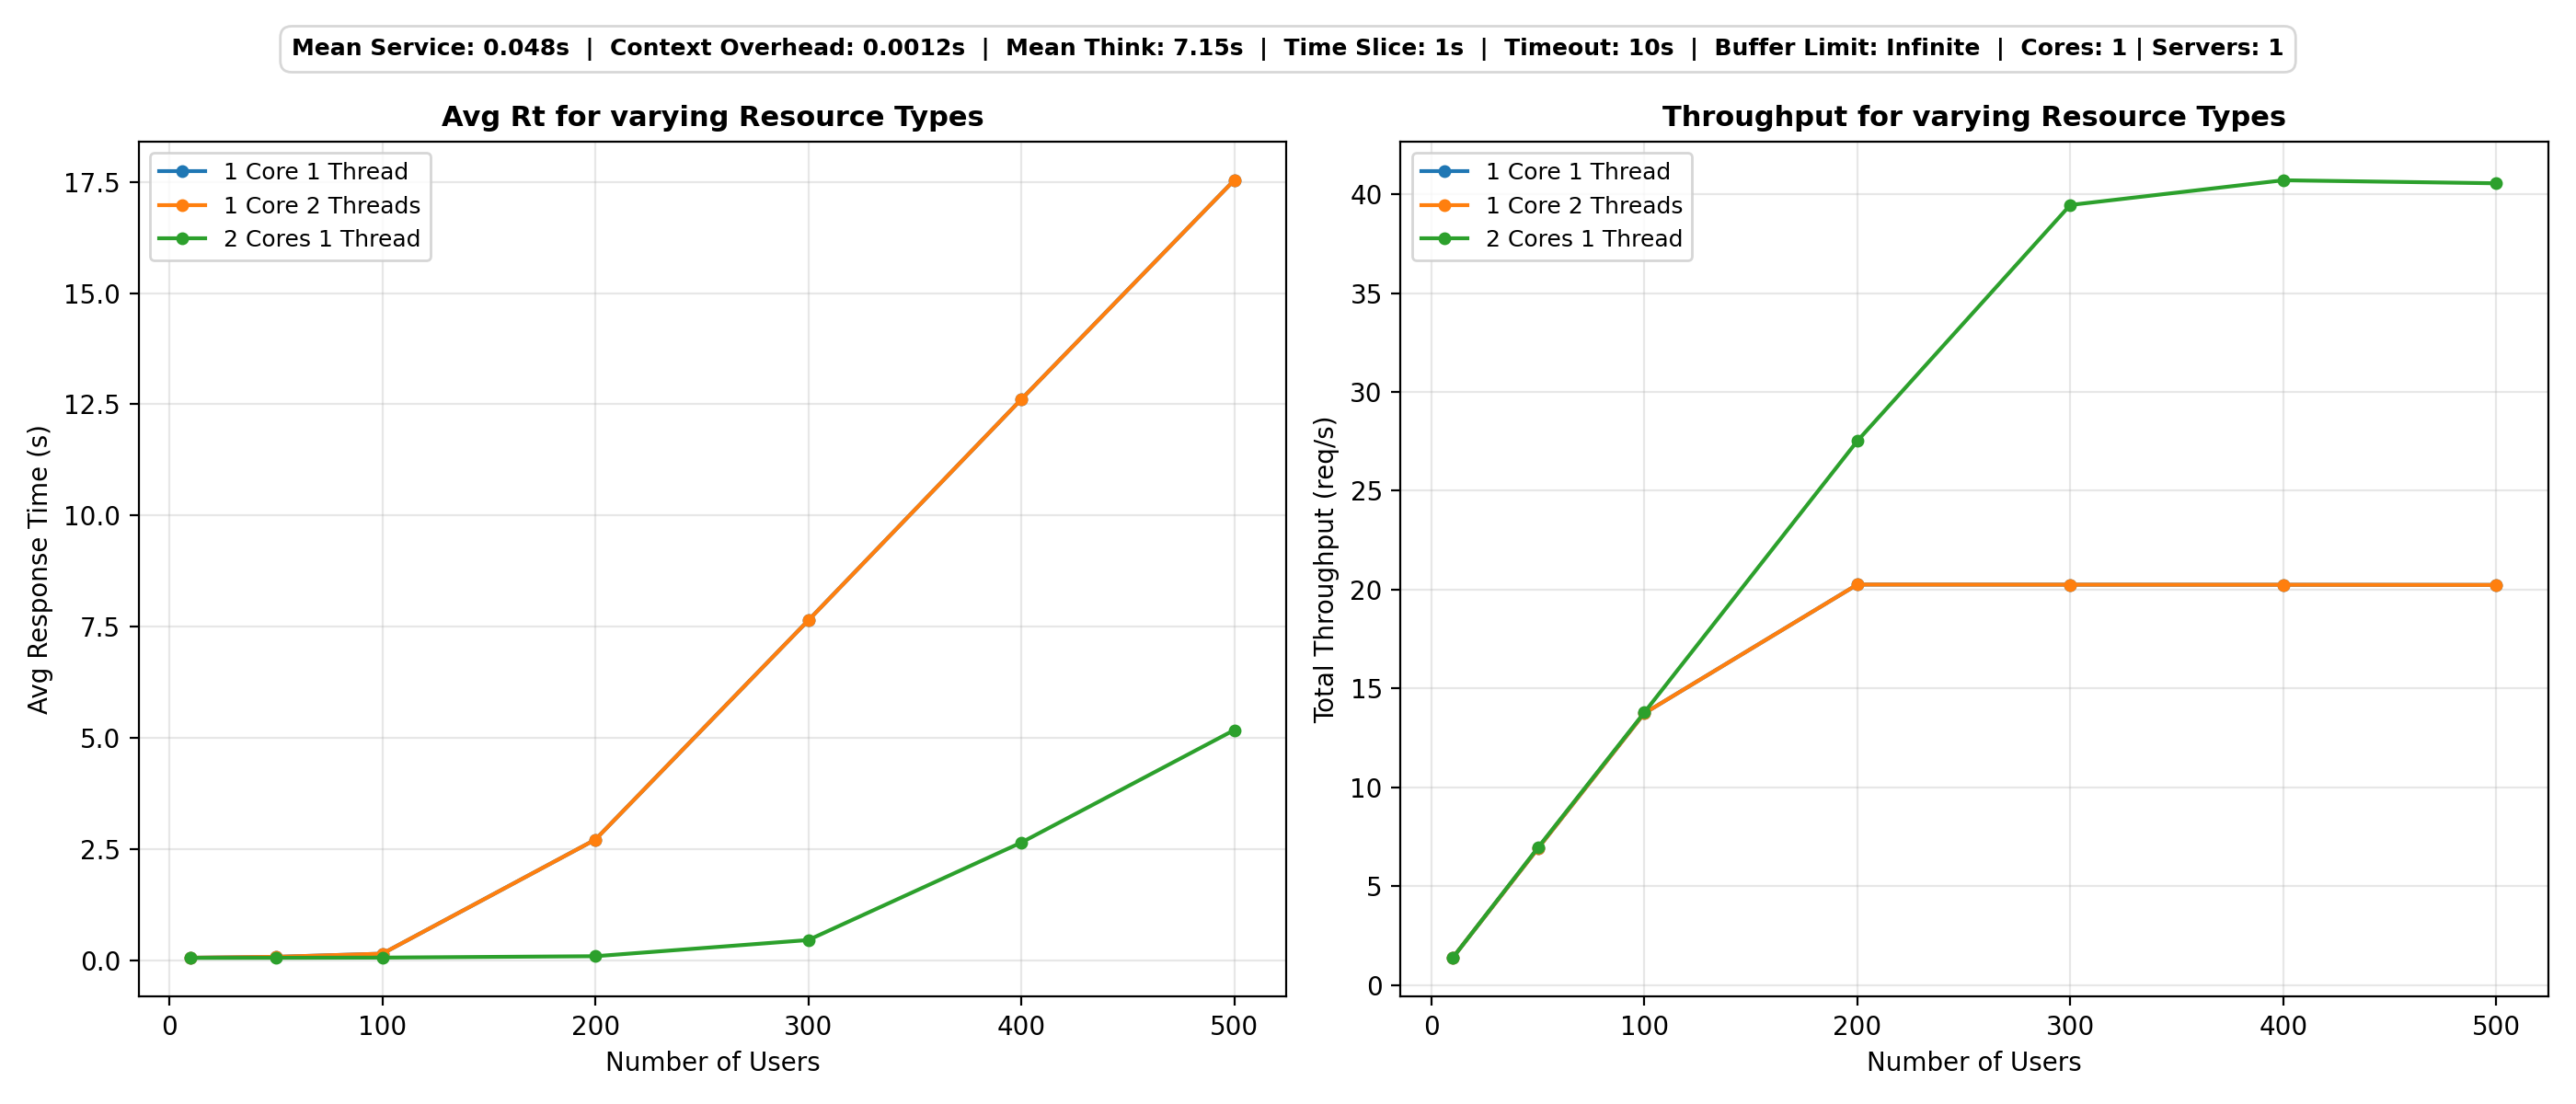 Mean Service: 0.048s | Context Overhead: 0.0012s | Mean Think: 7.15s | Time Slice: 1s | Timeout: 10s | Buffer Limit: Infinite | Cores: 1 | Servers: 1
Avg Rt for varying Resource Types
1 Core 1 Thread
1 Core 2 Threads
2 Cores 1 Thread
17.5
15.0
12.5
10.0
7.5
5.0
2.5
0.0
Avg Response Time (s)
0 100 200 300 400 500
Number of Users
Throughput for varying Resource Types
1 Core 1 Thread
1 Core 2 Threads
2 Cores 1 Thread
40
35
30
25
20
15
10
5
0
Total Throughput (req/s)
0 100 200 300 400 500
Number of Users